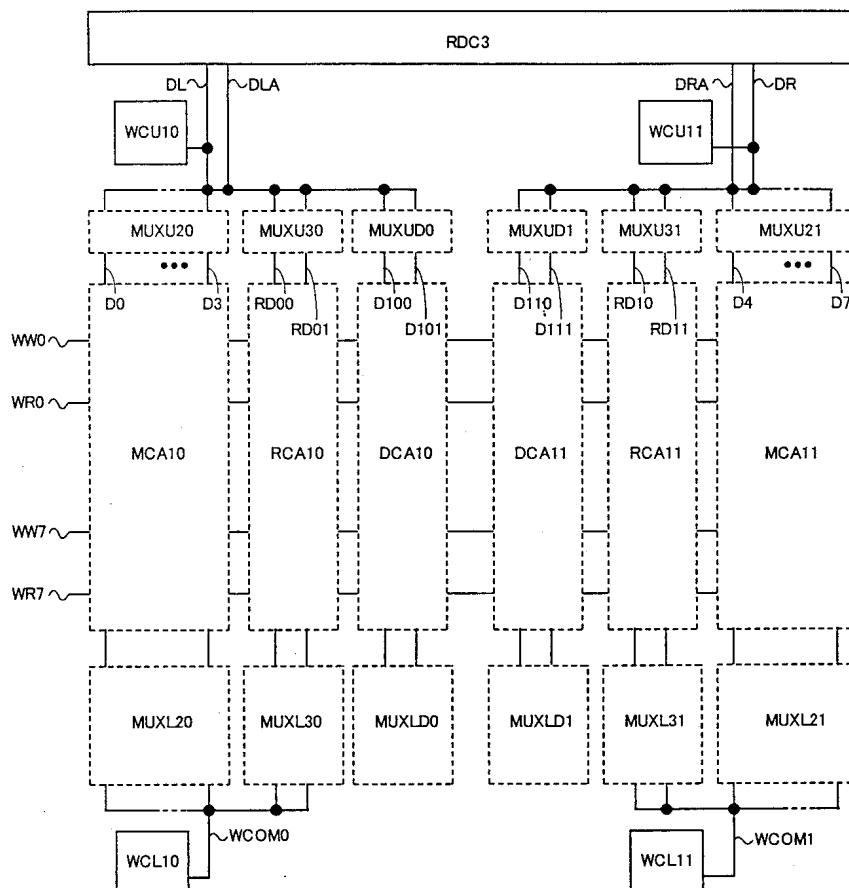 RDC3
DL DLA DRA DR
WCU10 WCU11
MUXU20 MUXU30 MUXUD0 MUXUD1 MUXU31 MUXU21
D0 D3 RD00 D100 D110 RD10 D4 D7
RD01 D101 D111 RD11
WW0
WR0
MCA10 RCA10 DCA10 DCA11 RCA11 MCA11
WW7
WR7
MUXL20 MUXL30 MUXLD0 MUXLD1 MUXL31 MUXL21
WCOM0 WCOM1
WCL10 WCL11